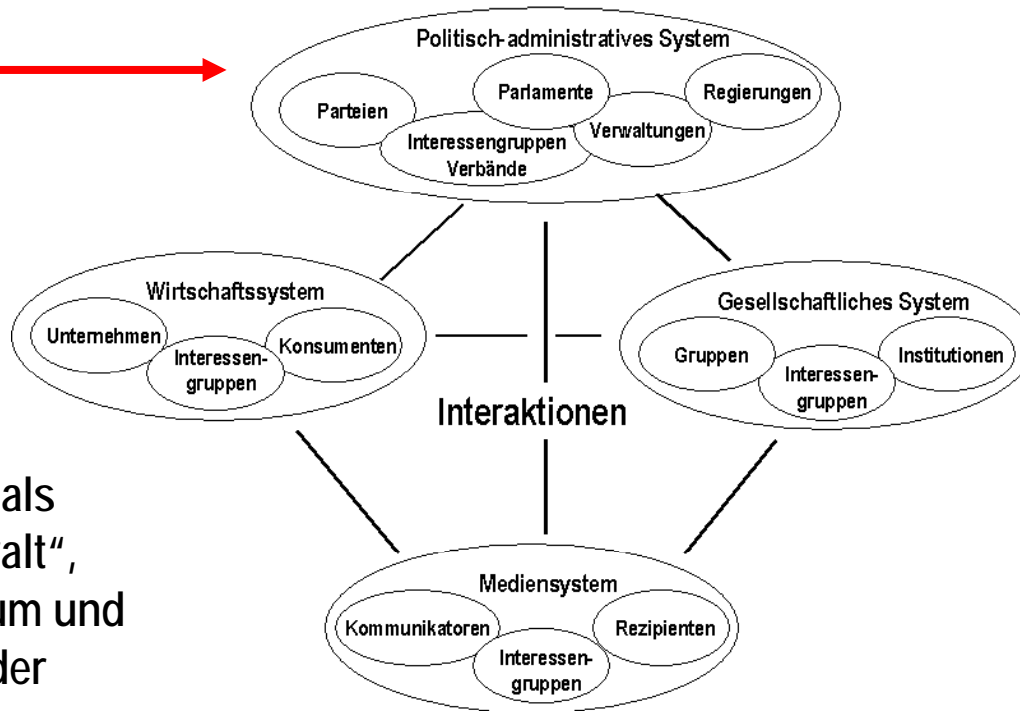 Politisch-administratives System
Parteien
Parlamente
Regierungen
Interessengruppen
Verbände
Verwaltungen
Wirtschaftssystem
Unternehmen
Interessen-
gruppen
Konsumenten
Gesellschaftliches System
Gruppen
Interessen-
gruppen
Institutionen
Interaktionen
als
alt“,
um und
der
Mediensystem
Kommunikatoren
Interessen-
gruppen
Rezipienten